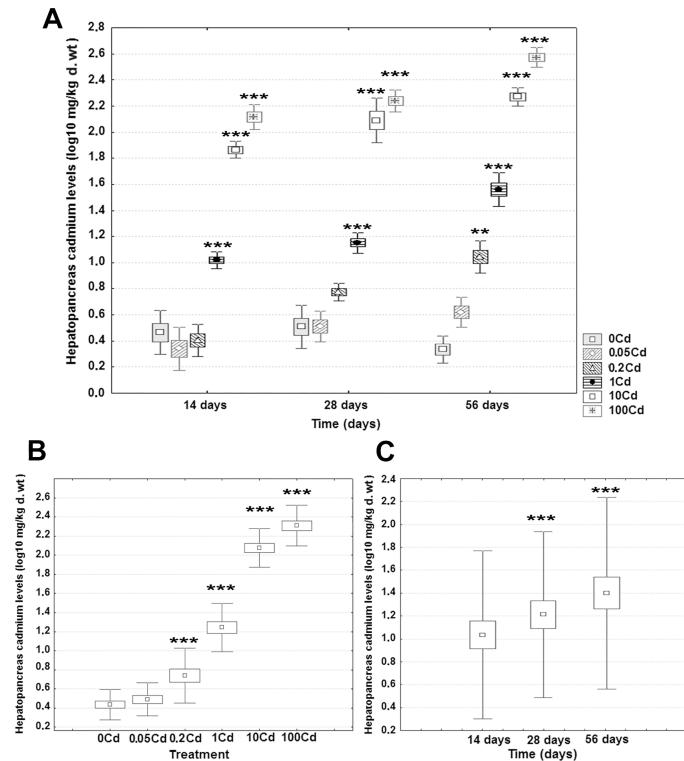 A
Hepatopancreas cadmium levels (log10 mg/kg d. wt)
2.8
2.6
2.4
2.2
2.0
1.8
1.6
1.4
1.2
1.0
0.8
0.6
0.4
0.2
0.0
***
***
***
***
***
***
**
***
***
***
14 days
28 days
56 days
Time (days)
0Cd
0.05Cd
0.2Cd
1Cd
10Cd
100Cd
B
Hepatopancreas cadmium levels (log10 mg/kg d. wt)
2,6
2,4
2,2
2,0
1,8
1,6
1,4
1,2
1,0
0,8
0,6
0,4
0,2
***
***
***
***
0Cd
0.05Cd
0.2Cd
1Cd
10Cd
100Cd
Treatment
C
Hepatopancreas cadmium levels (log10 mg/kg d. wt)
2,4
2,2
2,0
1,8
1,6
1,4
1,2
1,0
0,8
0,6
0,4
0,2
***
***
14 days
28 days
56 days
Time (days)